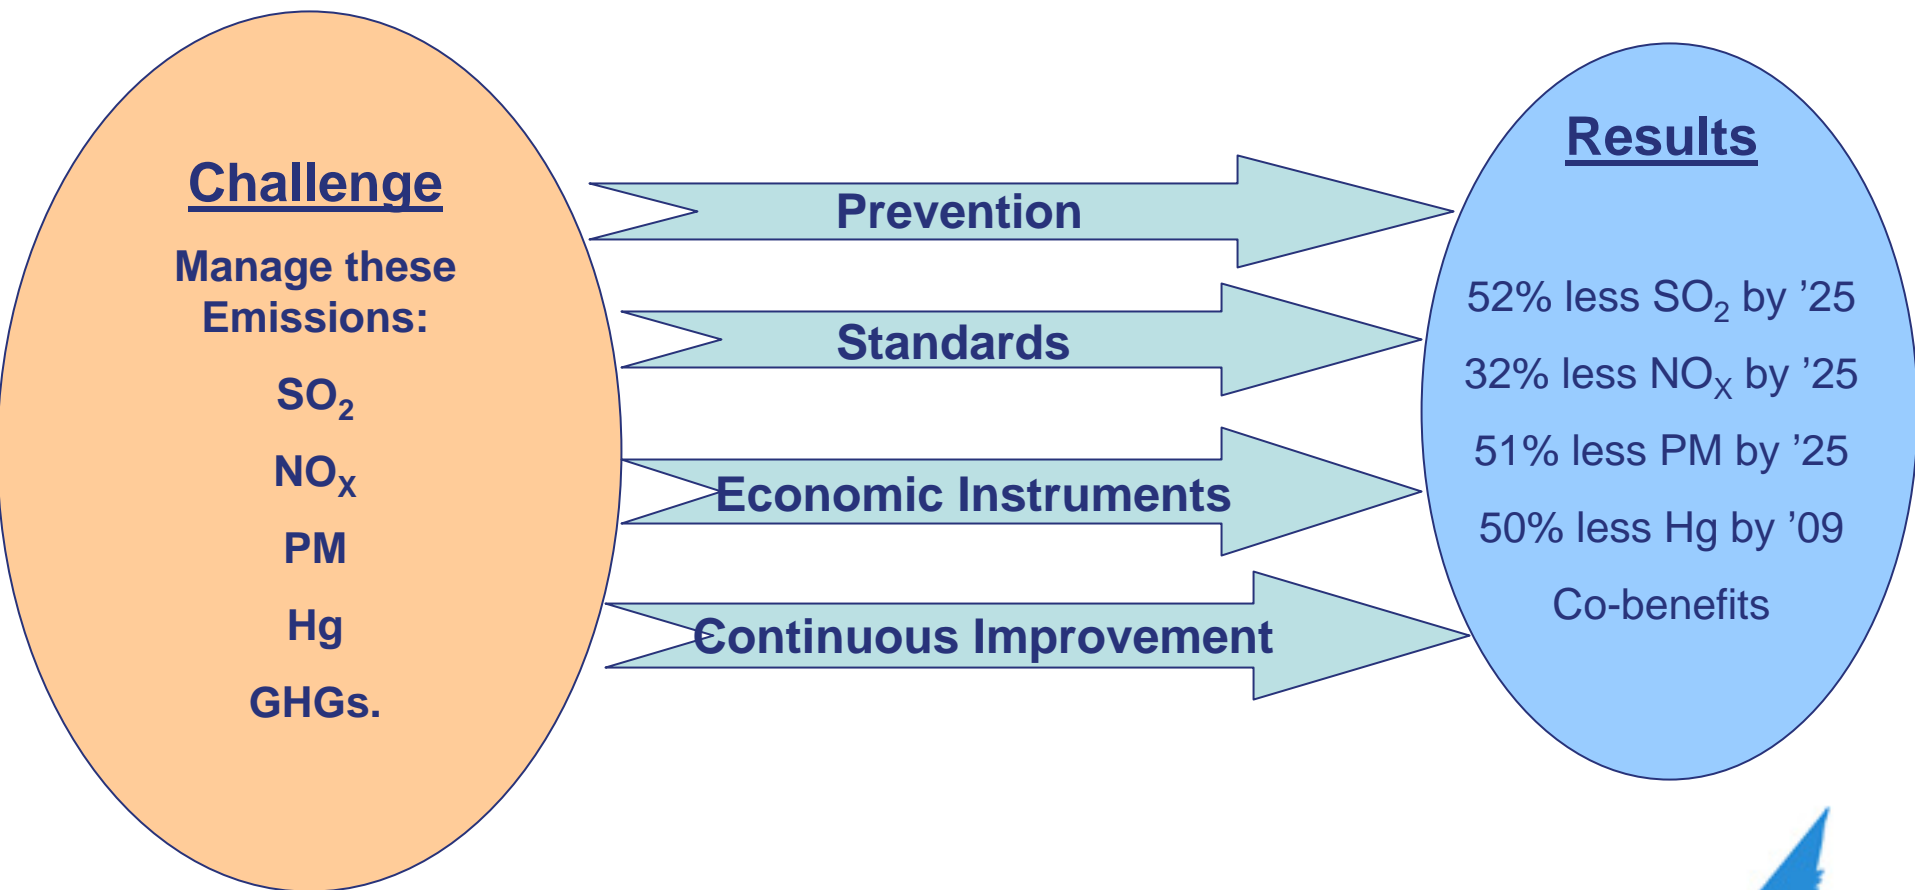 Challenge
Manage these
Emissions:
SO₂
NOₓ
PM
Hg
GHGs.
Prevention
Standards
Economic Instruments
Continuous Improvement
Results
52% less SO₂ by ’25
32% less NOₓ by ’25
51% less PM by ’25
50% less Hg by ’09
Co-benefits